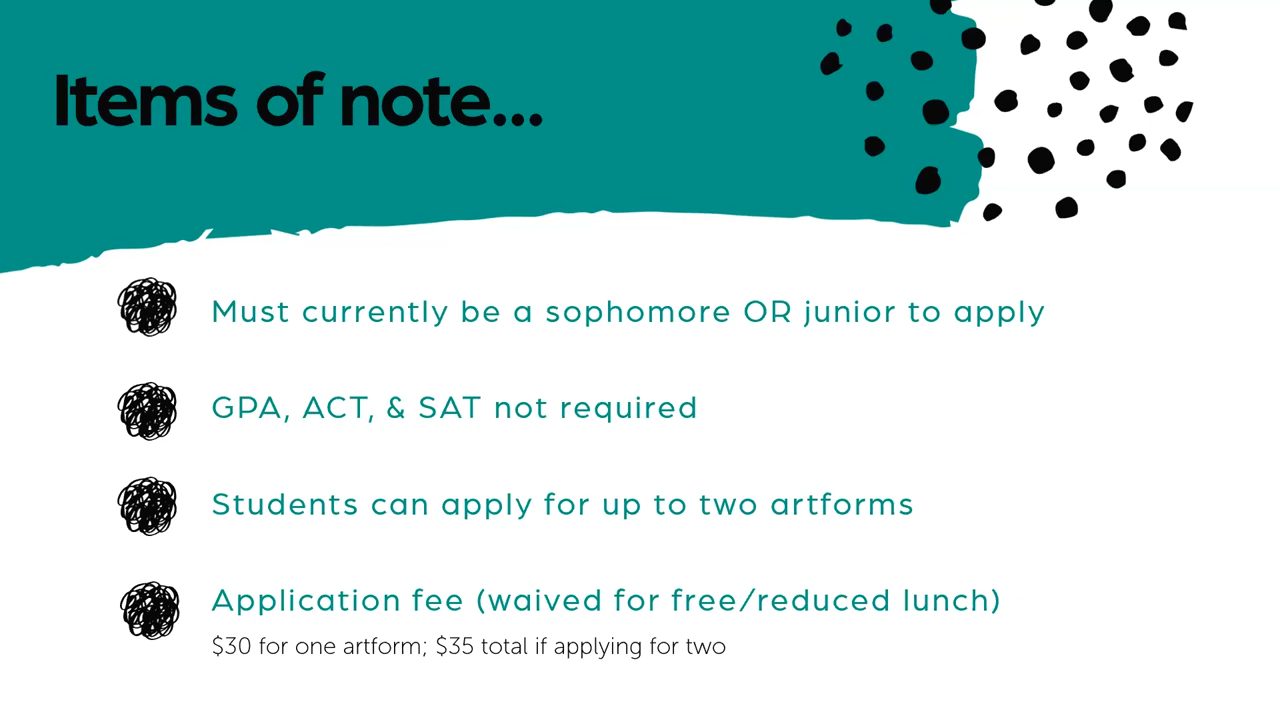 Items of note...
Must currently be a sophomore OR junior to apply
GPA, ACT, & SAT not required
Students can apply for up to two artforms
Application fee (waived for free/reduced lunch)
$30 for one artform; $35 total if applying for two